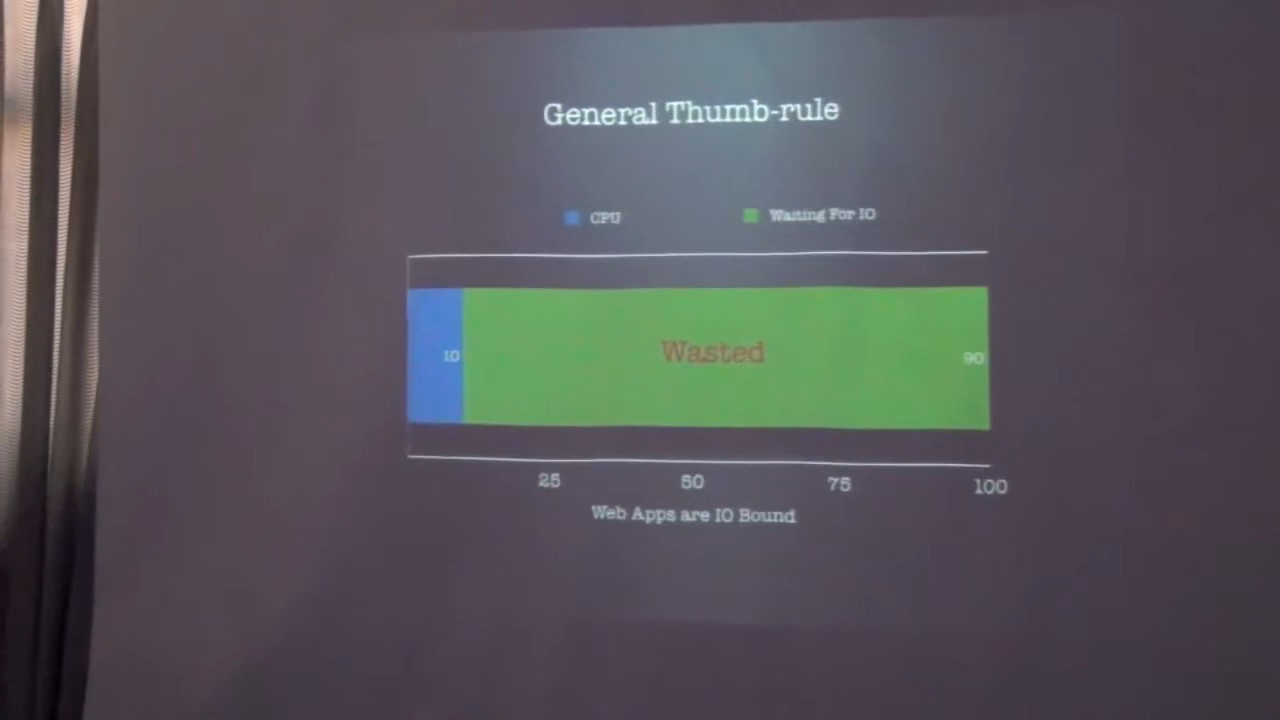 General Thumb-rule
CPU
Waiting For IO
10
Wasted
90
25
50
75
100
Web Apps are IO Bound